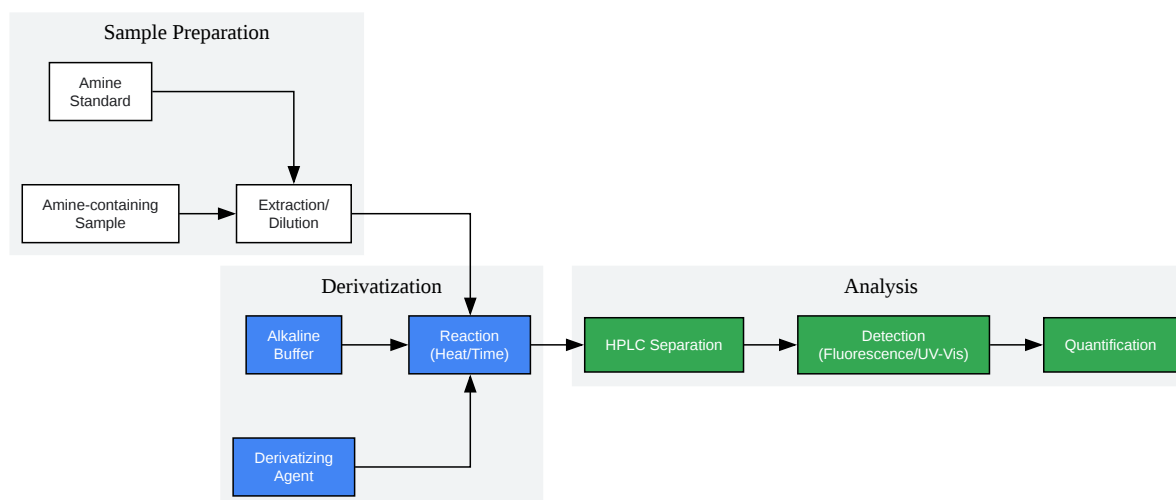 Sample Preparation
Amine
Standard
Amine-containing
Sample
Extraction/
Dilution
Derivatization
Alkaline
Buffer
Reaction
(Heat/Time)
Derivatizing
Agent
Analysis
HPLC Separation
Detection
(Fluorescence/UV-Vis)
Quantification